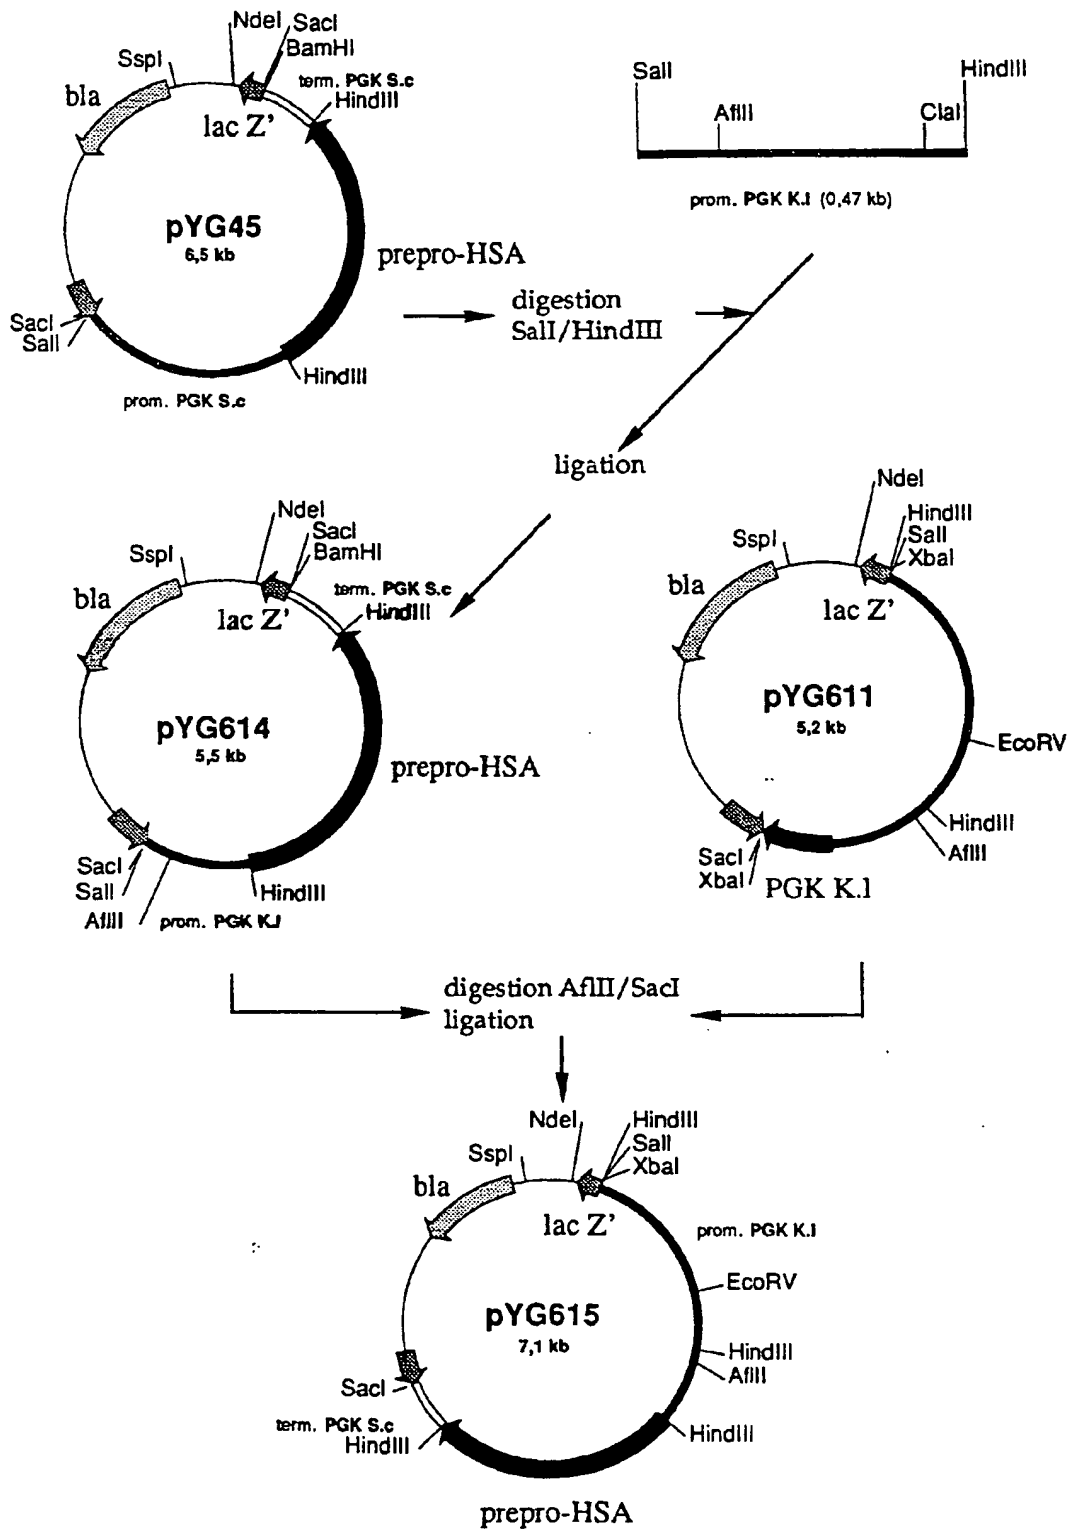 NdeI
SacI
BamHI
SspI
term. PGK S.c
HindIII
bla
lac Z'
pYG45
6,5 kb
prepro-HSA
SacI
SalI
HindIII
prom. PGK S.c
SalI
HindIII
AflII
ClaI
prom. PGK K.l (0,47 kb)
digestion
SalI/HindIII
ligation
NdeI
SacI
BamHI
SspI
term. PGK S.c
HindIII
bla
lac Z'
pYG614
5,5 kb
prepro-HSA
SacI
SalI
AflII
HindIII
prom. PGK K.l
NdeI
HindIII
SalI
XbaI
SspI
bla
lac Z'
pYG611
5,2 kb
EcoRV
HindIII
AflII
SacI
XbaI
PGK K.l
digestion AflII/SacI
ligation
NdeI
HindIII
SalI
XbaI
SspI
bla
lac Z'
prom. PGK K.l
EcoRV
pYG615
7,1 kb
HindIII
AflII
SacI
term. PGK S.c
HindIII
HindIII
prepro-HSA